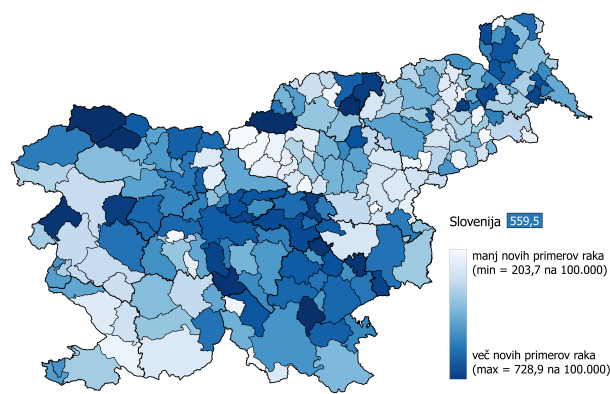 Slovenija 559,5
manj novih primerov raka
(min = 203,7 na 100.000)
več novih primerov raka
(max = 728,9 na 100.000)